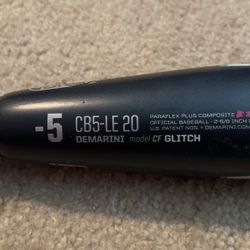 -5 CB5-LE 20
DEMARINI model CF GLITCH
PARAFLEX PLUS COMPOSITE
OFFICIAL BASEBALL - 2-5/8 INCH
U.S. PATENT NOS. - DEMARINI.COM